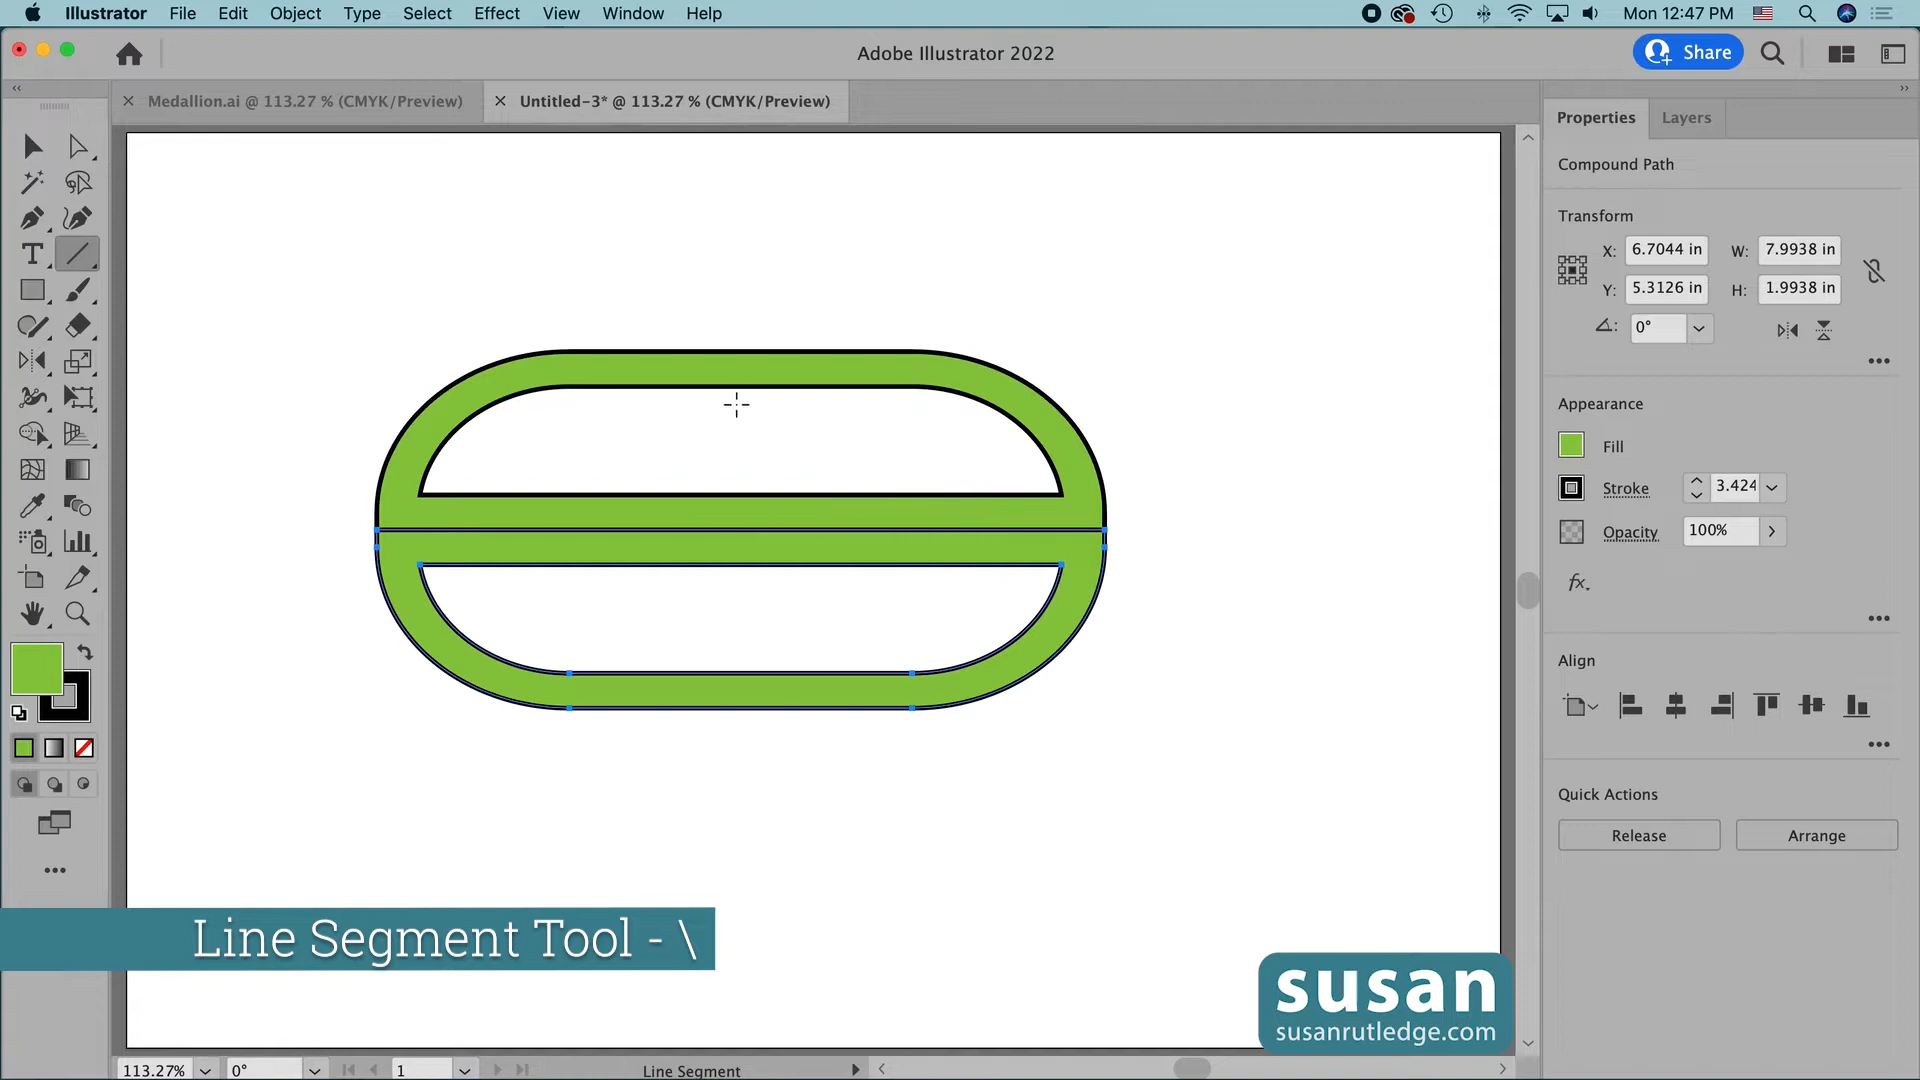 Illustrator File Edit Object Type Select Effect View Window Help Mon 12:47 PM
Adobe Illustrator 2022
Share
Medallion.ai @ 113.27 % (CMYK/Preview)
Untitled-3* @ 113.27 % (CMYK/Preview)
Properties Layers
Compound Path
Transform
X: 6.7044 in W: 7.9938 in
Y: 5.3126 in H: 1.9938 in
0°
Appearance
Fill
Stroke 3.424
Opacity 100%
fx.
Align
Quick Actions
Release Arrange
Line Segment Tool - \
susan
susanrutledge.com
113.27% 0° 1 Line Segment